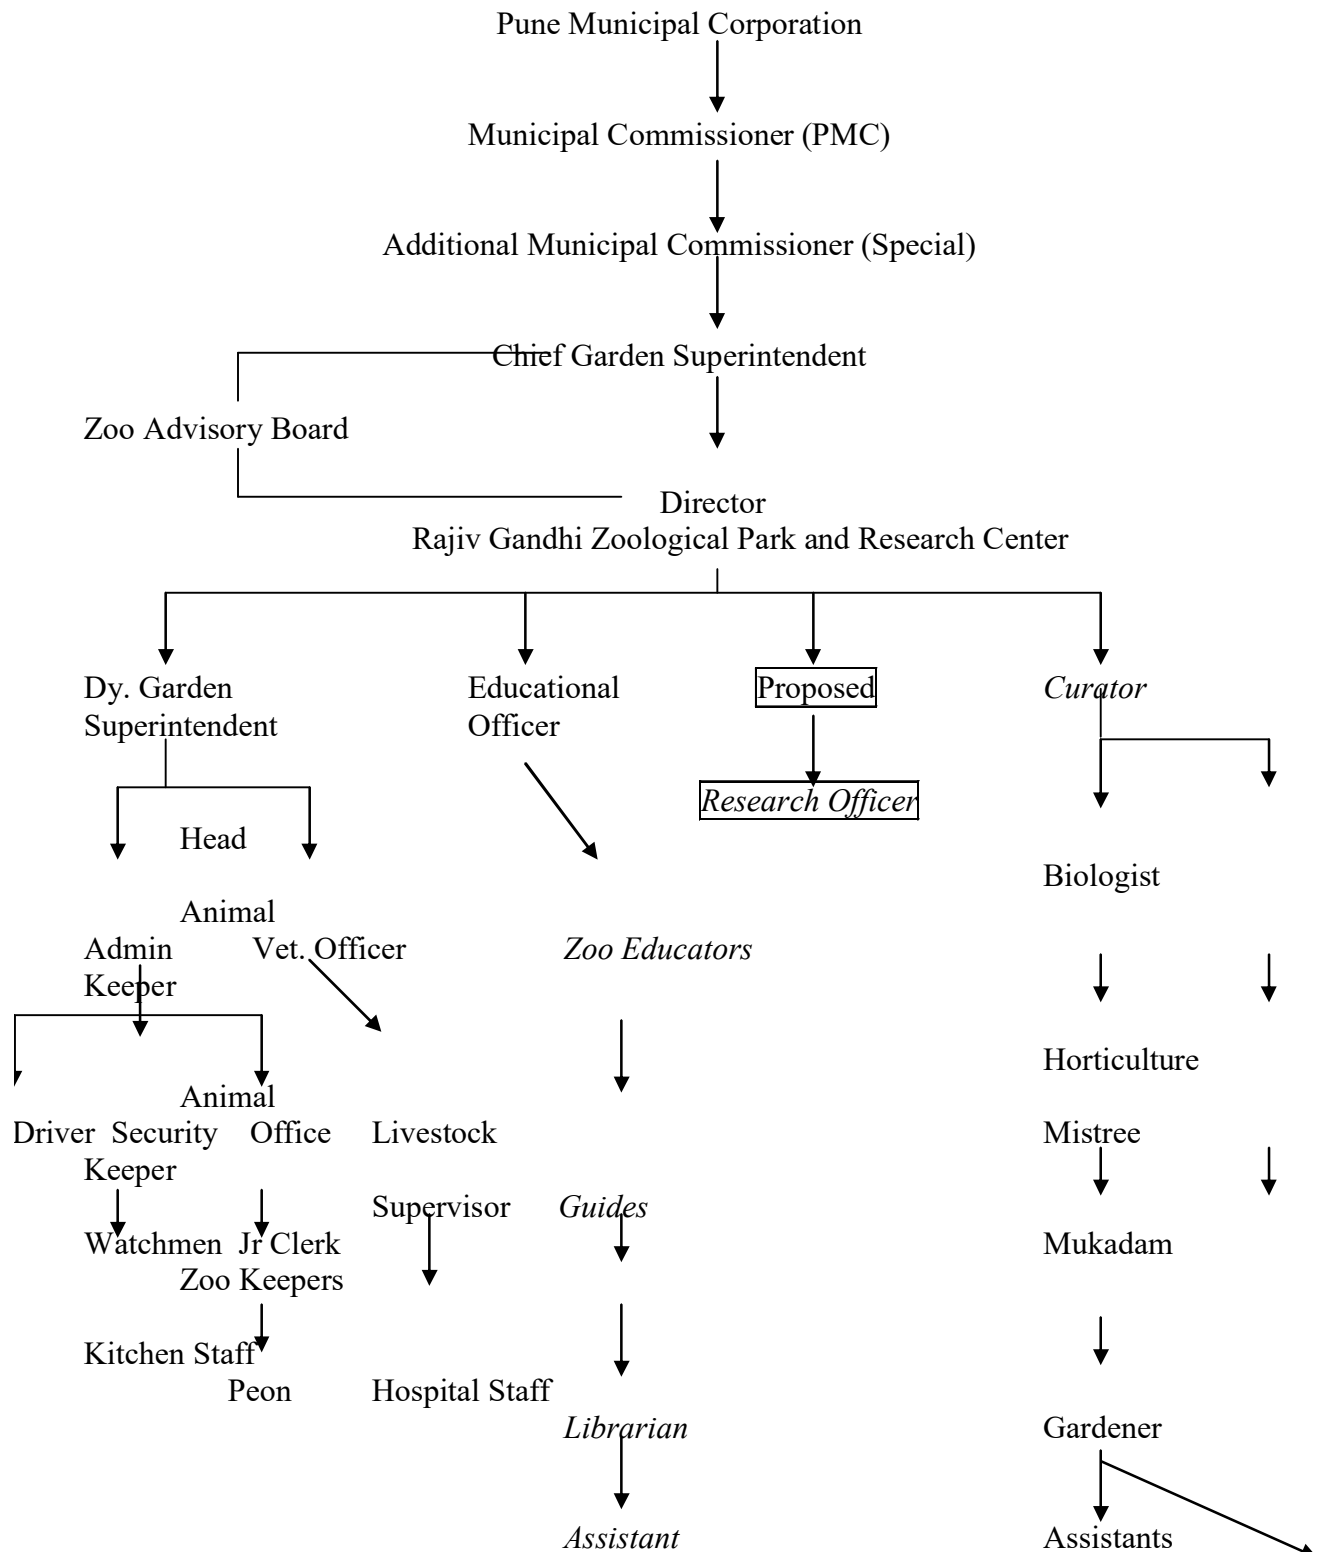 Pune Municipal Corporation
Municipal Commissioner (PMC)
Additional Municipal Commissioner (Special)
Chief Garden Superintendent
Zoo Advisory Board
Director
Rajiv Gandhi Zoological Park and Research Center
Dy. Garden Educational Proposed Curator
Superintendent Officer
Research Officer
Head
Biologist
Animal
Admin Vet. Officer Zoo Educators
Keeper
Horticulture
Animal
Driver Security Office Livestock Mistree
Keeper
Supervisor Guides
Watchmen Jr Clerk Mukadam
Zoo Keepers
Kitchen Staff
Peon Hospital Staff
Librarian Gardener
Assistant Assistants